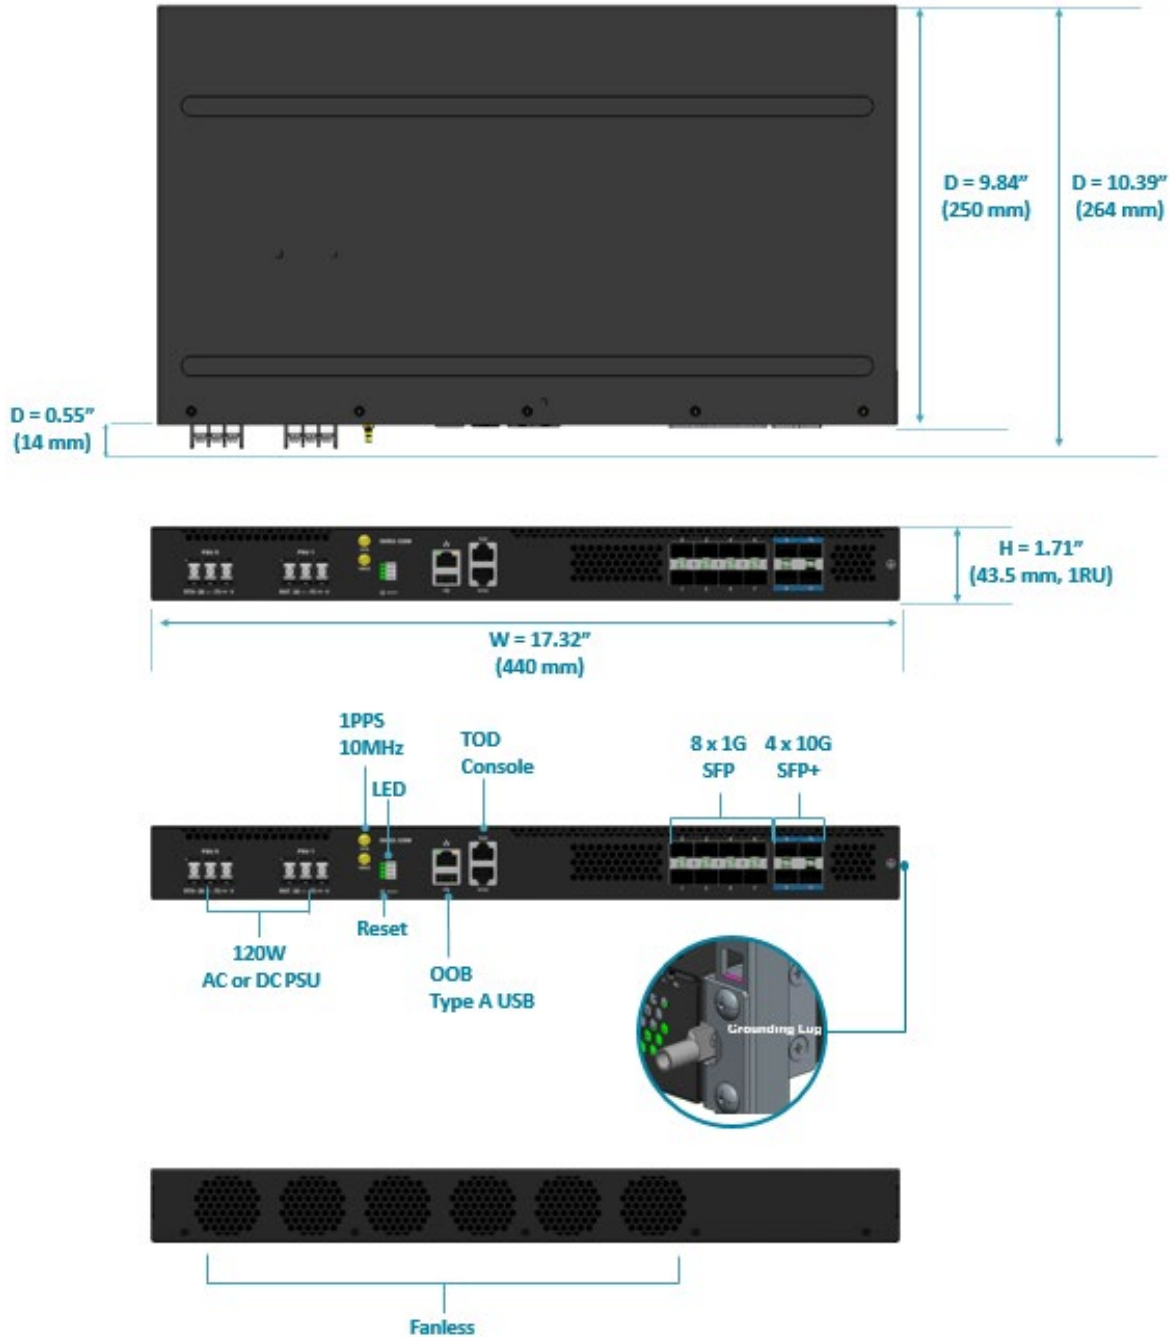 D = 9.84”
(250 mm)
D = 10.39”
(264 mm)
D = 0.55”
(14 mm)
H = 1.71”
(43.5 mm, 1RU)
W = 17.32”
(440 mm)
1PPS
10MHz
LED
TOD
Console
8 x 1G
SFP
4 x 10G
SFP+
120W
AC or DC PSU
Reset
OOB
Type A USB
Grounding Lug
Fanless